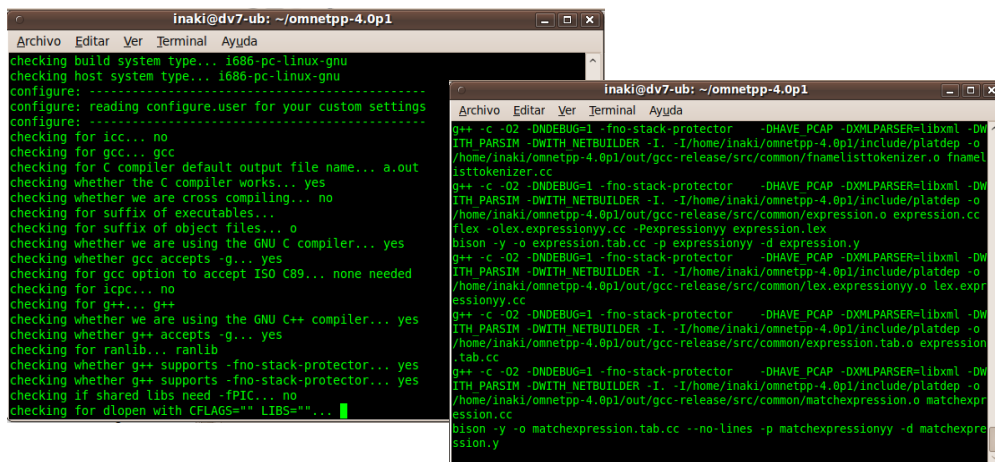 inaki@dv7-ub: ~/omnetpp-4.0p1
Archivo Editar Ver Terminal Ayuda
checking build system type... i686-pc-linux-gnu
checking host system type... i686-pc-linux-gnu
configure: -----------------------------------------------
configure: reading configure.user for your custom settings
configure: -----------------------------------------------
checking for icc... no
checking for gcc... gcc
checking for C compiler default output file name... a.out
checking whether the C compiler works... yes
checking whether we are cross compiling... no
checking for suffix of executables...
checking for suffix of object files... o
checking whether we are using the GNU C compiler... yes
checking whether gcc accepts -g... yes
checking for gcc option to accept ISO C89... none needed
checking for icpc... no
checking for g++... g++
checking whether we are using the GNU C++ compiler... yes
checking whether g++ accepts -g... yes
checking for ranlib... ranlib
checking whether g++ supports -fno-stack-protector... yes
checking whether g++ supports -fno-stack-protector... yes
checking if shared libs need -fPIC... no
checking for dlopen with CFLAGS="" LIBS=""...
inaki@dv7-ub: ~/omnetpp-4.0p1
Archivo Editar Ver Terminal Ayuda
g++ -c -O2 -DNDEBUG=1 -fno-stack-protector     -DHAVE_PCAP -DXMLPARSER=libxml -DW
ITH_PARSIM -DWITH_NETBUILDER -I. -I/home/inaki/omnetpp-4.0p1/include/platdep -o
/home/inaki/omnetpp-4.0p1/out/gcc-release/src/common/fnamelisttokenizer.o fnamel
isttokenizer.cc
g++ -c -O2 -DNDEBUG=1 -fno-stack-protector     -DHAVE_PCAP -DXMLPARSER=libxml -DW
ITH_PARSIM -DWITH_NETBUILDER -I. -I/home/inaki/omnetpp-4.0p1/include/platdep -o
/home/inaki/omnetpp-4.0p1/out/gcc-release/src/common/expression.o expression.cc
flex -olex.expressionyy.cc -Pexpressionyy expression.lex
bison -y -o expression.tab.cc -p expressionyy -d expression.y
g++ -c -O2 -DNDEBUG=1 -fno-stack-protector     -DHAVE_PCAP -DXMLPARSER=libxml -DW
ITH_PARSIM -DWITH_NETBUILDER -I. -I/home/inaki/omnetpp-4.0p1/include/platdep -o
/home/inaki/omnetpp-4.0p1/out/gcc-release/src/common/lex.expressionyy.o lex.expr
essionyy.cc
g++ -c -O2 -DNDEBUG=1 -fno-stack-protector     -DHAVE_PCAP -DXMLPARSER=libxml -DW
ITH_PARSIM -DWITH_NETBUILDER -I. -I/home/inaki/omnetpp-4.0p1/include/platdep -o
/home/inaki/omnetpp-4.0p1/out/gcc-release/src/common/expression.tab.o expression
.tab.cc
g++ -c -O2 -DNDEBUG=1 -fno-stack-protector     -DHAVE_PCAP -DXMLPARSER=libxml -DW
ITH_PARSIM -DWITH_NETBUILDER -I. -I/home/inaki/omnetpp-4.0p1/include/platdep -o
/home/inaki/omnetpp-4.0p1/out/gcc-release/src/common/matchexpression.o matchexpr
ession.cc
bison -y -o matchexpression.tab.cc --no-lines -p matchexpressionyy -d matchexpre
ssion.y